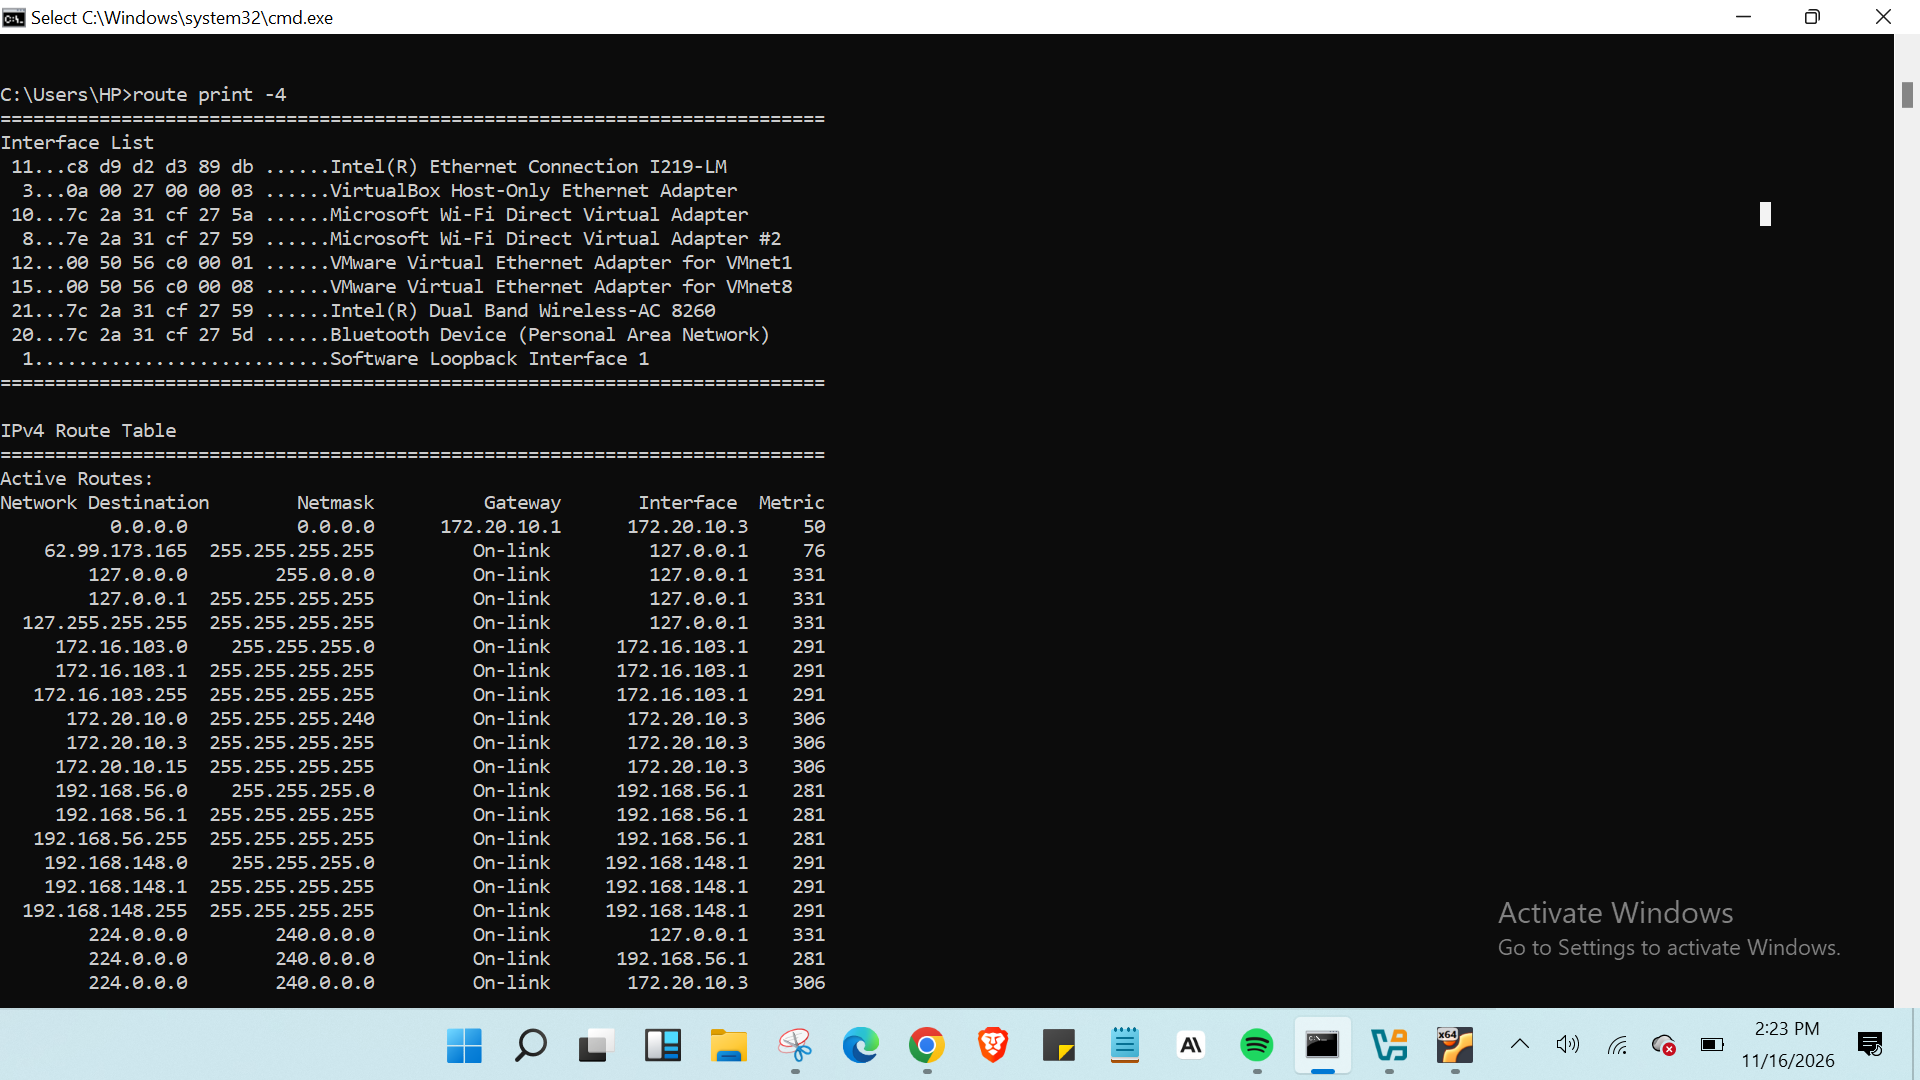 Select C:\Windows\system32\cmd.exe
C:\Users\HP>route print -4
===========================================================================
Interface List
 11...c8 d9 d2 d3 89 db ......Intel(R) Ethernet Connection I219-LM
  3...0a 00 27 00 00 03 ......VirtualBox Host-Only Ethernet Adapter
 10...7c 2a 31 cf 27 5a ......Microsoft Wi-Fi Direct Virtual Adapter
  8...7e 2a 31 cf 27 59 ......Microsoft Wi-Fi Direct Virtual Adapter #2
 12...00 50 56 c0 00 01 ......VMware Virtual Ethernet Adapter for VMnet1
 15...00 50 56 c0 00 08 ......VMware Virtual Ethernet Adapter for VMnet8
 21...7c 2a 31 cf 27 59 ......Intel(R) Dual Band Wireless-AC 8260
 20...7c 2a 31 cf 27 5d ......Bluetooth Device (Personal Area Network)
  1...........................Software Loopback Interface 1
===========================================================================
IPv4 Route Table
===========================================================================
Active Routes:
Network Destination        Netmask          Gateway       Interface  Metric
          0.0.0.0          0.0.0.0      172.20.10.1      172.20.10.3     50
    62.99.173.165  255.255.255.255         On-link         127.0.0.1     76
        127.0.0.0        255.0.0.0         On-link         127.0.0.1    331
        127.0.0.1  255.255.255.255         On-link         127.0.0.1    331
  127.255.255.255  255.255.255.255         On-link         127.0.0.1    331
     172.16.103.0    255.255.255.0         On-link      172.16.103.1    291
     172.16.103.1  255.255.255.255         On-link      172.16.103.1    291
   172.16.103.255  255.255.255.255         On-link      172.16.103.1    291
      172.20.10.0  255.255.255.240         On-link       172.20.10.3    306
      172.20.10.3  255.255.255.255         On-link       172.20.10.3    306
     172.20.10.15  255.255.255.255         On-link       172.20.10.3    306
     192.168.56.0    255.255.255.0         On-link      192.168.56.1    281
     192.168.56.1  255.255.255.255         On-link      192.168.56.1    281
   192.168.56.255  255.255.255.255         On-link      192.168.56.1    281
    192.168.148.0    255.255.255.0         On-link     192.168.148.1    291
    192.168.148.1  255.255.255.255         On-link     192.168.148.1    291
  192.168.148.255  255.255.255.255         On-link     192.168.148.1    291
        224.0.0.0        240.0.0.0         On-link         127.0.0.1    331
        224.0.0.0        240.0.0.0         On-link      192.168.56.1    281
        224.0.0.0        240.0.0.0         On-link       172.20.10.3    306
Activate Windows
Go to Settings to activate Windows.
x64
2:23 PM
11/16/2026